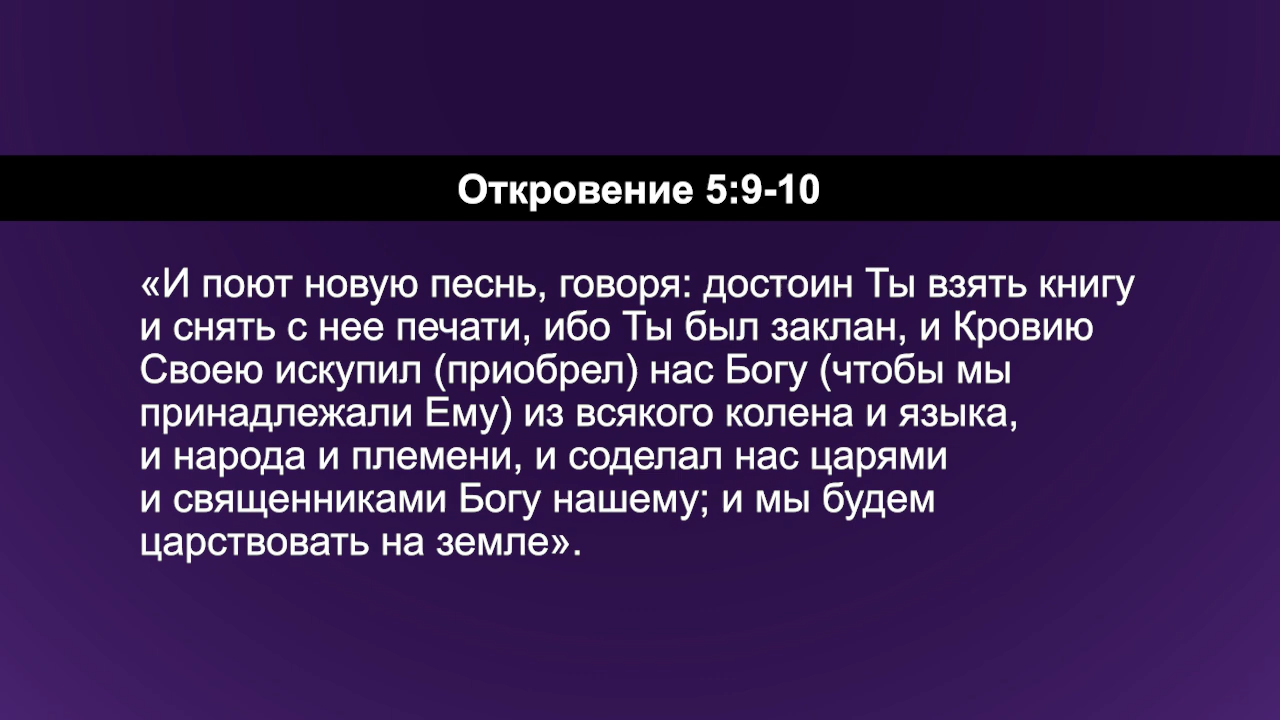 Откровение 5:9-10
«И поют новую песнь, говоря: достоин Ты взять книгу
и снять с нее печати, ибо Ты был заклан, и Кровию
Своею искупил (приобрел) нас Богу (чтобы мы
принадлежали Ему) из всякого колена и языка,
и народа и племени, и соделал нас царями
и священниками Богу нашему; и мы будем
царствовать на земле».